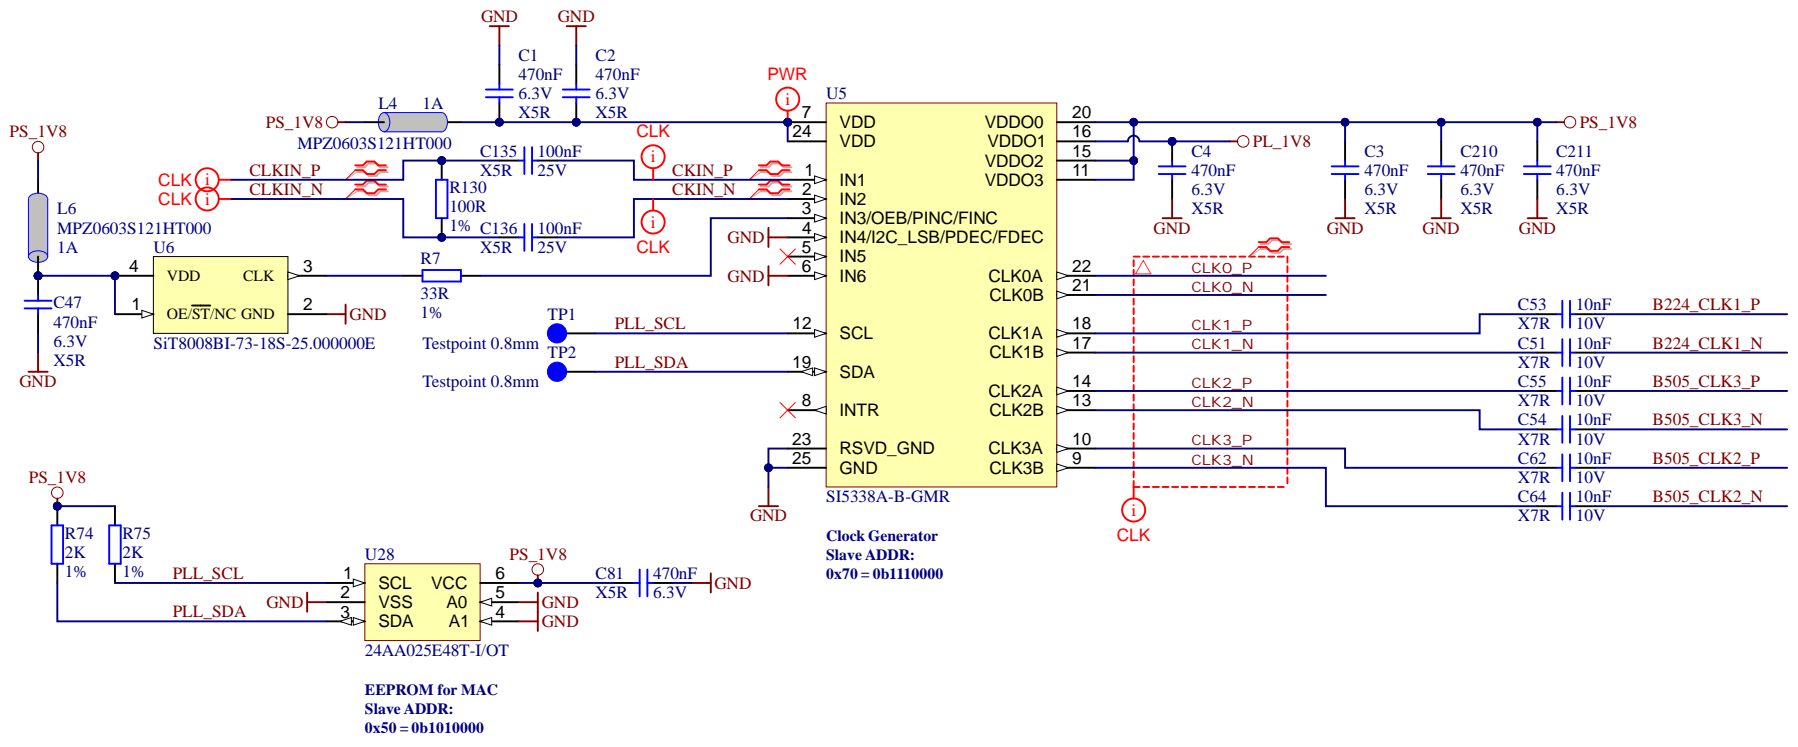 GND
GND
C1
470nF
6.3V
X5R
C2
470nF
6.3V
X5R
PWR
i
U5
L4
1A
PS_1V8
MPZ0603S121HT000
PS_1V8
L6
MPZ0603S121HT000
1A
CLK
i
CLK
i
CLKIN_P
CLKIN_N
R130
100R
1%
C135
X5R
100nF
25V
C136
X5R
100nF
25V
CLK
i
i
CLK
CKIN_P
CKIN_N
7
24
1
2
3
4
5
6
12
19
8
23
25
VDD
VDD
IN1
IN2
IN3/OEB/PINC/FINC
IN4/I2C_LSB/PDEC/FDEC
IN5
IN6
SCL
SDA
INTR
RSVD_GND
GND
VDDO0
VDDO1
VDDO2
VDDO3
CLK0A
CLK0B
CLK1A
CLK1B
CLK2A
CLK2B
CLK3A
CLK3B
20
16
15
11
22
21
18
17
14
13
10
9
SI5338A-B-GMR
GND
GND
GND
Clock Generator
Slave ADDR:
0x70 = 0b1110000
PS_1V8
PL_1V8
C4
470nF
6.3V
X5R
GND
C3
470nF
6.3V
X5R
GND
C210
470nF
6.3V
X5R
GND
C211
470nF
6.3V
X5R
GND
CLK0_P
CLK0_N
CLK1_P
CLK1_N
CLK2_P
CLK2_N
CLK3_P
CLK3_N
i
CLK
C53
X7R
10nF
10V
B224_CLK1_P
C51
X7R
10nF
10V
B224_CLK1_N
C55
X7R
10nF
10V
B505_CLK3_P
C54
X7R
10nF
10V
B505_CLK3_N
C62
X7R
10nF
10V
B505_CLK2_P
C64
X7R
10nF
10V
B505_CLK2_N
U6
4
VDD
CLK
3
1
OE/ST/NC
GND
2
GND
SiT8008BI-73-18S-25.000000E
C47
470nF
6.3V
X5R
GND
R7
33R
1%
TP1
Testpoint 0.8mm
PLL_SCL
TP2
Testpoint 0.8mm
PLL_SDA
PS_1V8
R74
2K
1%
R75
2K
1%
PLL_SCL
PLL_SDA
GND
U28
1
SCL
VCC
6
2
VSS
A0
5
3
SDA
A1
4
24AA025E48T-I/OT
PS_1V8
GND
GND
C81
X5R
470nF
6.3V
GND
EEPROM for MAC
Slave ADDR:
0x50 = 0b1010000